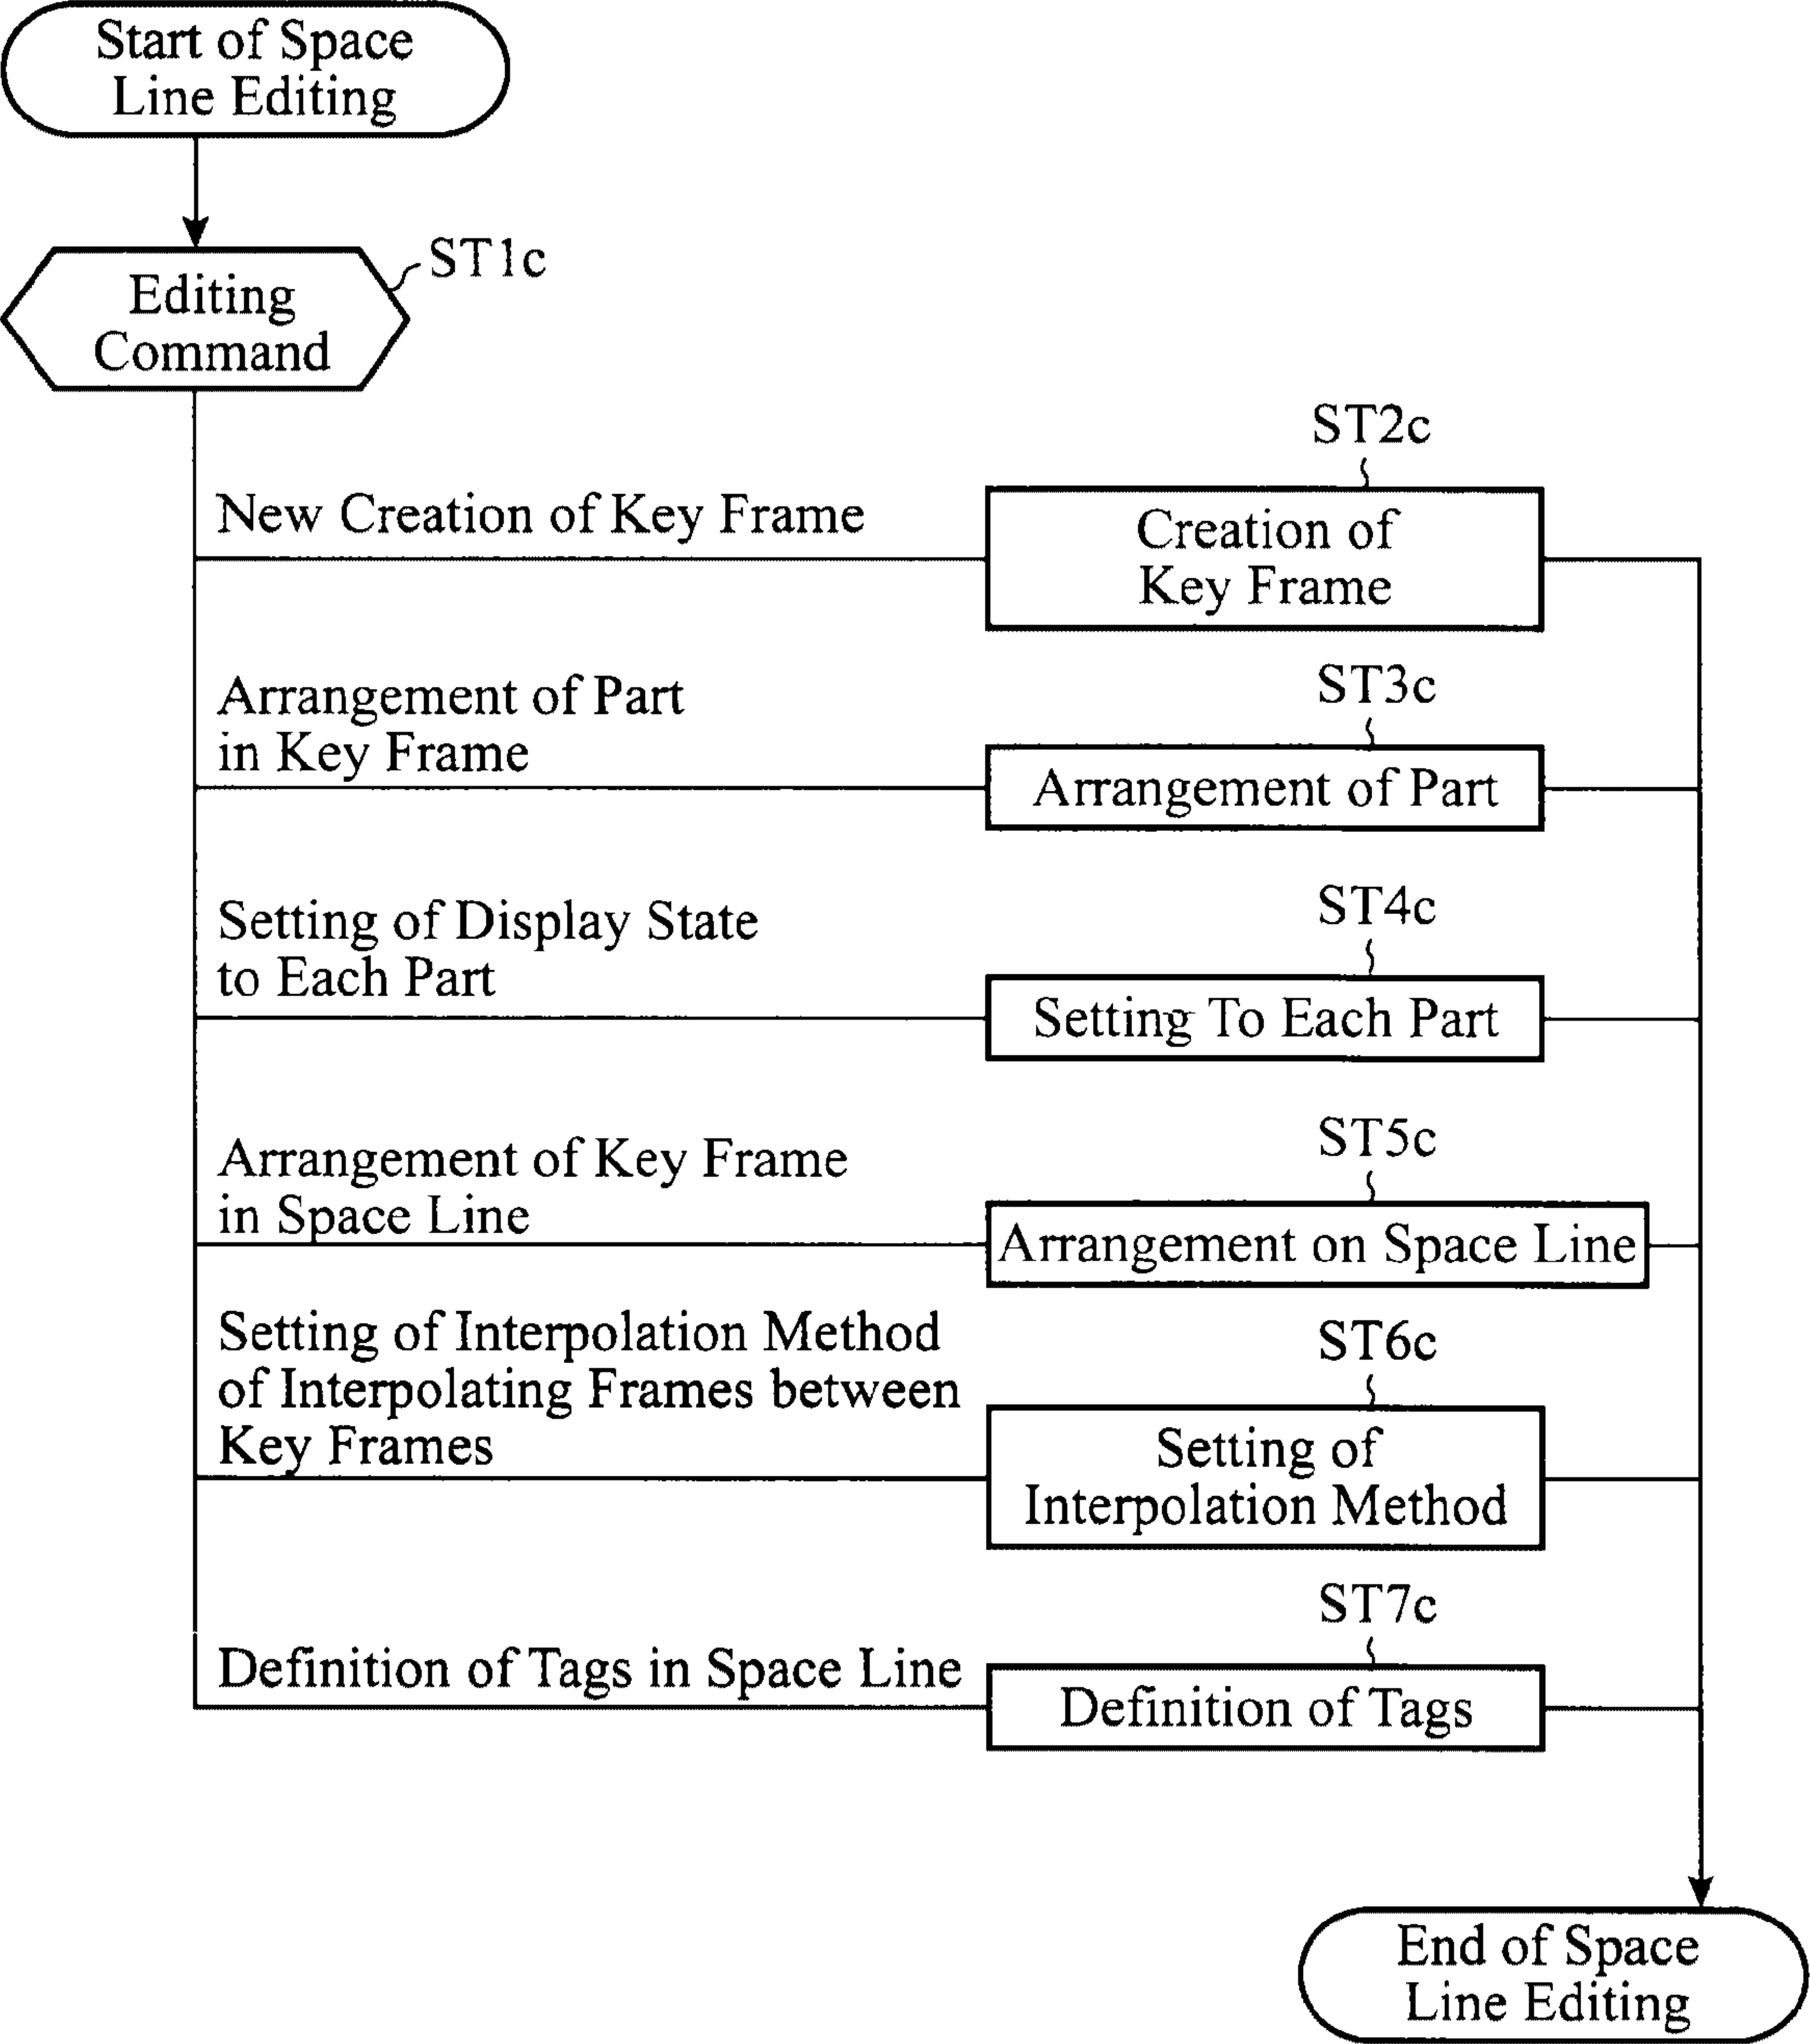 Start of Space
Line Editing
ST1c
Editing
Command
ST2c
New Creation of Key Frame
Creation of
Key Frame
ST3c
Arrangement of Part
in Key Frame
Arrangement of Part
ST4c
Setting of Display State
to Each Part
Setting To Each Part
ST5c
Arrangement of Key Frame
in Space Line
Arrangement on Space Line
Setting of Interpolation Method
of Interpolating Frames between
Key Frames
ST6c
Setting of
Interpolation Method
ST7c
Definition of Tags in Space Line
Definition of Tags
End of Space
Line Editing